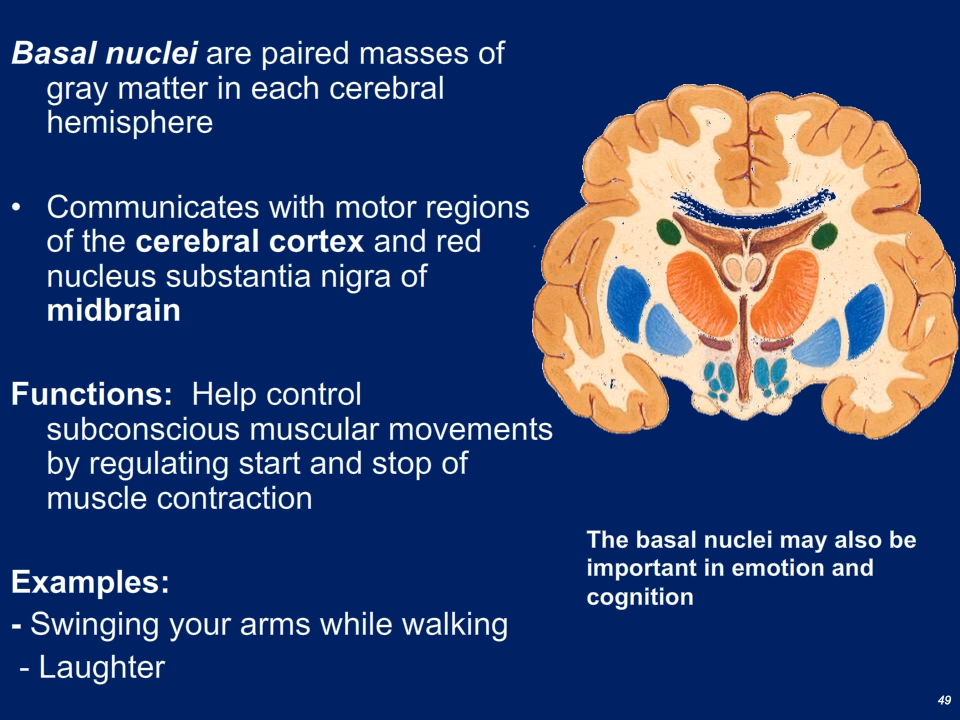 Basal nuclei are paired masses of
gray matter in each cerebral
hemisphere
• Communicates with motor regions
of the cerebral cortex and red
nucleus substantia nigra of
midbrain
Functions: Help control
subconscious muscular movements
by regulating start and stop of
muscle contraction
Examples:
- Swinging your arms while walking
- Laughter
The basal nuclei may also be
important in emotion and
cognition
49